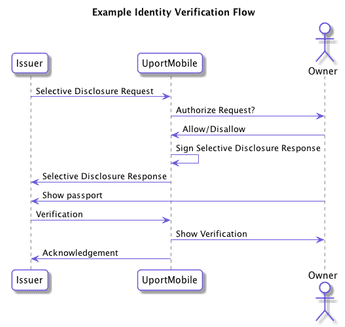 Example Identity Verification Flow
Issuer
UportMobile
Owner
Selective Disclosure Request
Authorize Request?
Allow/Disallow
Sign Selective Disclosure Response
Selective Disclosure Response
Show passport
Verification
Show Verification
Acknowledgement
Issuer
UportMobile
Owner